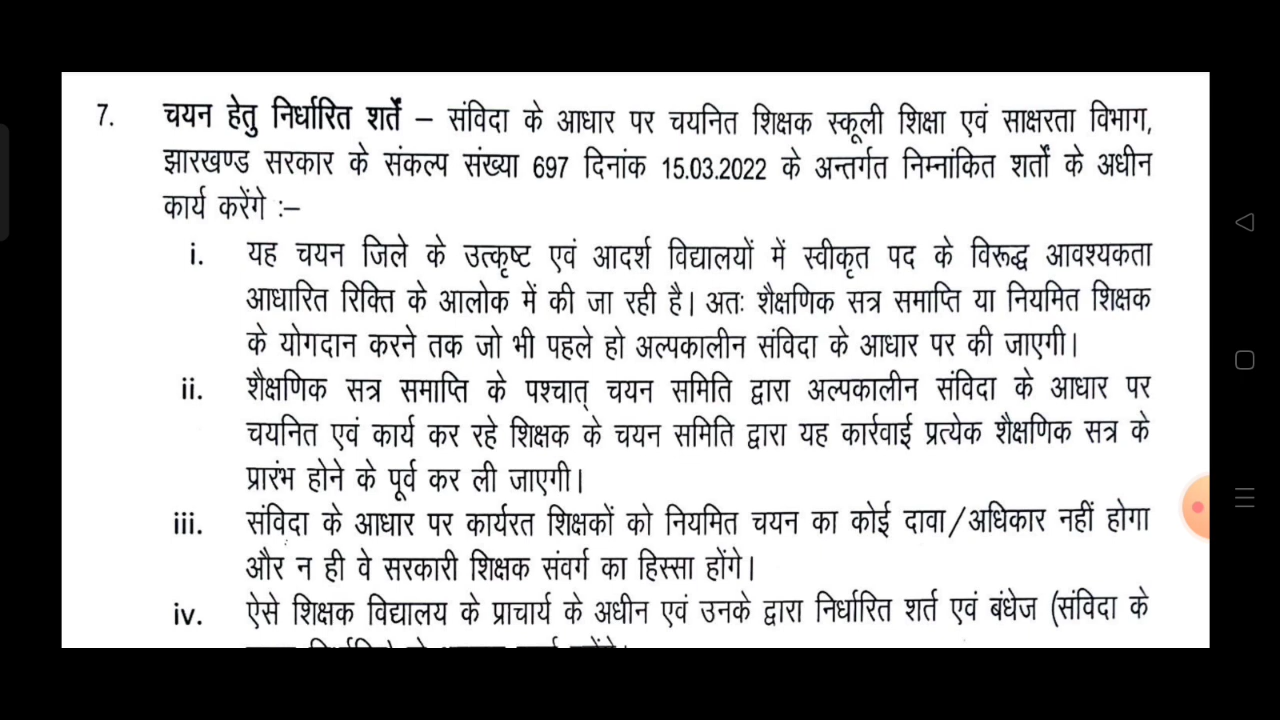 7. चयन हेतु निर्धारित शर्तें – संविदा के आधार पर चयनित शिक्षक स्कूली शिक्षा एवं साक्षरता विभाग,
झारखण्ड सरकार के संकल्प संख्या 697 दिनांक 15.03.2022 के अन्तर्गत निम्नांकित शर्तों के अधीन
कार्य करेंगे :–
i. यह चयन जिले के उत्कृष्ट एवं आदर्श विद्यालयों में स्वीकृत पद के विरूद्ध आवश्यकता
आधारित रिक्ति के आलोक में की जा रही है। अतः शैक्षणिक सत्र समाप्ति या नियमित शिक्षक
के योगदान करने तक जो भी पहले हो अल्पकालीन संविदा के आधार पर की जाएगी।
ii. शैक्षणिक सत्र समाप्ति के पश्चात् चयन समिति द्वारा अल्पकालीन संविदा के आधार पर
चयनित एवं कार्य कर रहे शिक्षक के चयन समिति द्वारा यह कार्रवाई प्रत्येक शैक्षणिक सत्र के
प्रारंभ होने के पूर्व कर ली जाएगी।
iii. संविदा के आधार पर कार्यरत शिक्षकों को नियमित चयन का कोई दावा/अधिकार नहीं होगा
और न ही वे सरकारी शिक्षक संवर्ग का हिस्सा होंगे।
iv. ऐसे शिक्षक विद्यालय के प्राचार्य के अधीन एवं उनके द्वारा निर्धारित शर्त एवं बंधेज (संविदा के